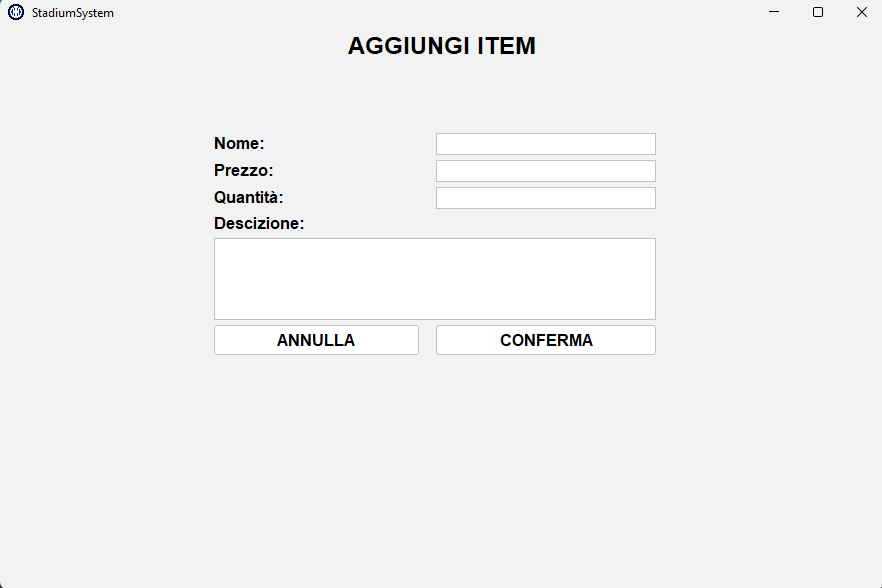 StadiumSystem
AGGIUNGI ITEM
Nome:
Prezzo:
Quantità:
Descizione:
ANNULLA CONFERMA